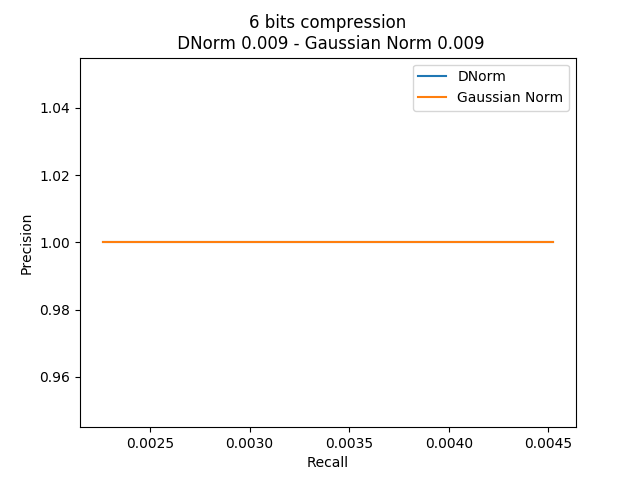 6 bits compression
DNorm 0.009 - Gaussian Norm 0.009
DNorm
Gaussian Norm
1.04
1.02
1.00
0.98
0.96
Precision
0.0025 0.0030 0.0035 0.0040 0.0045
Recall